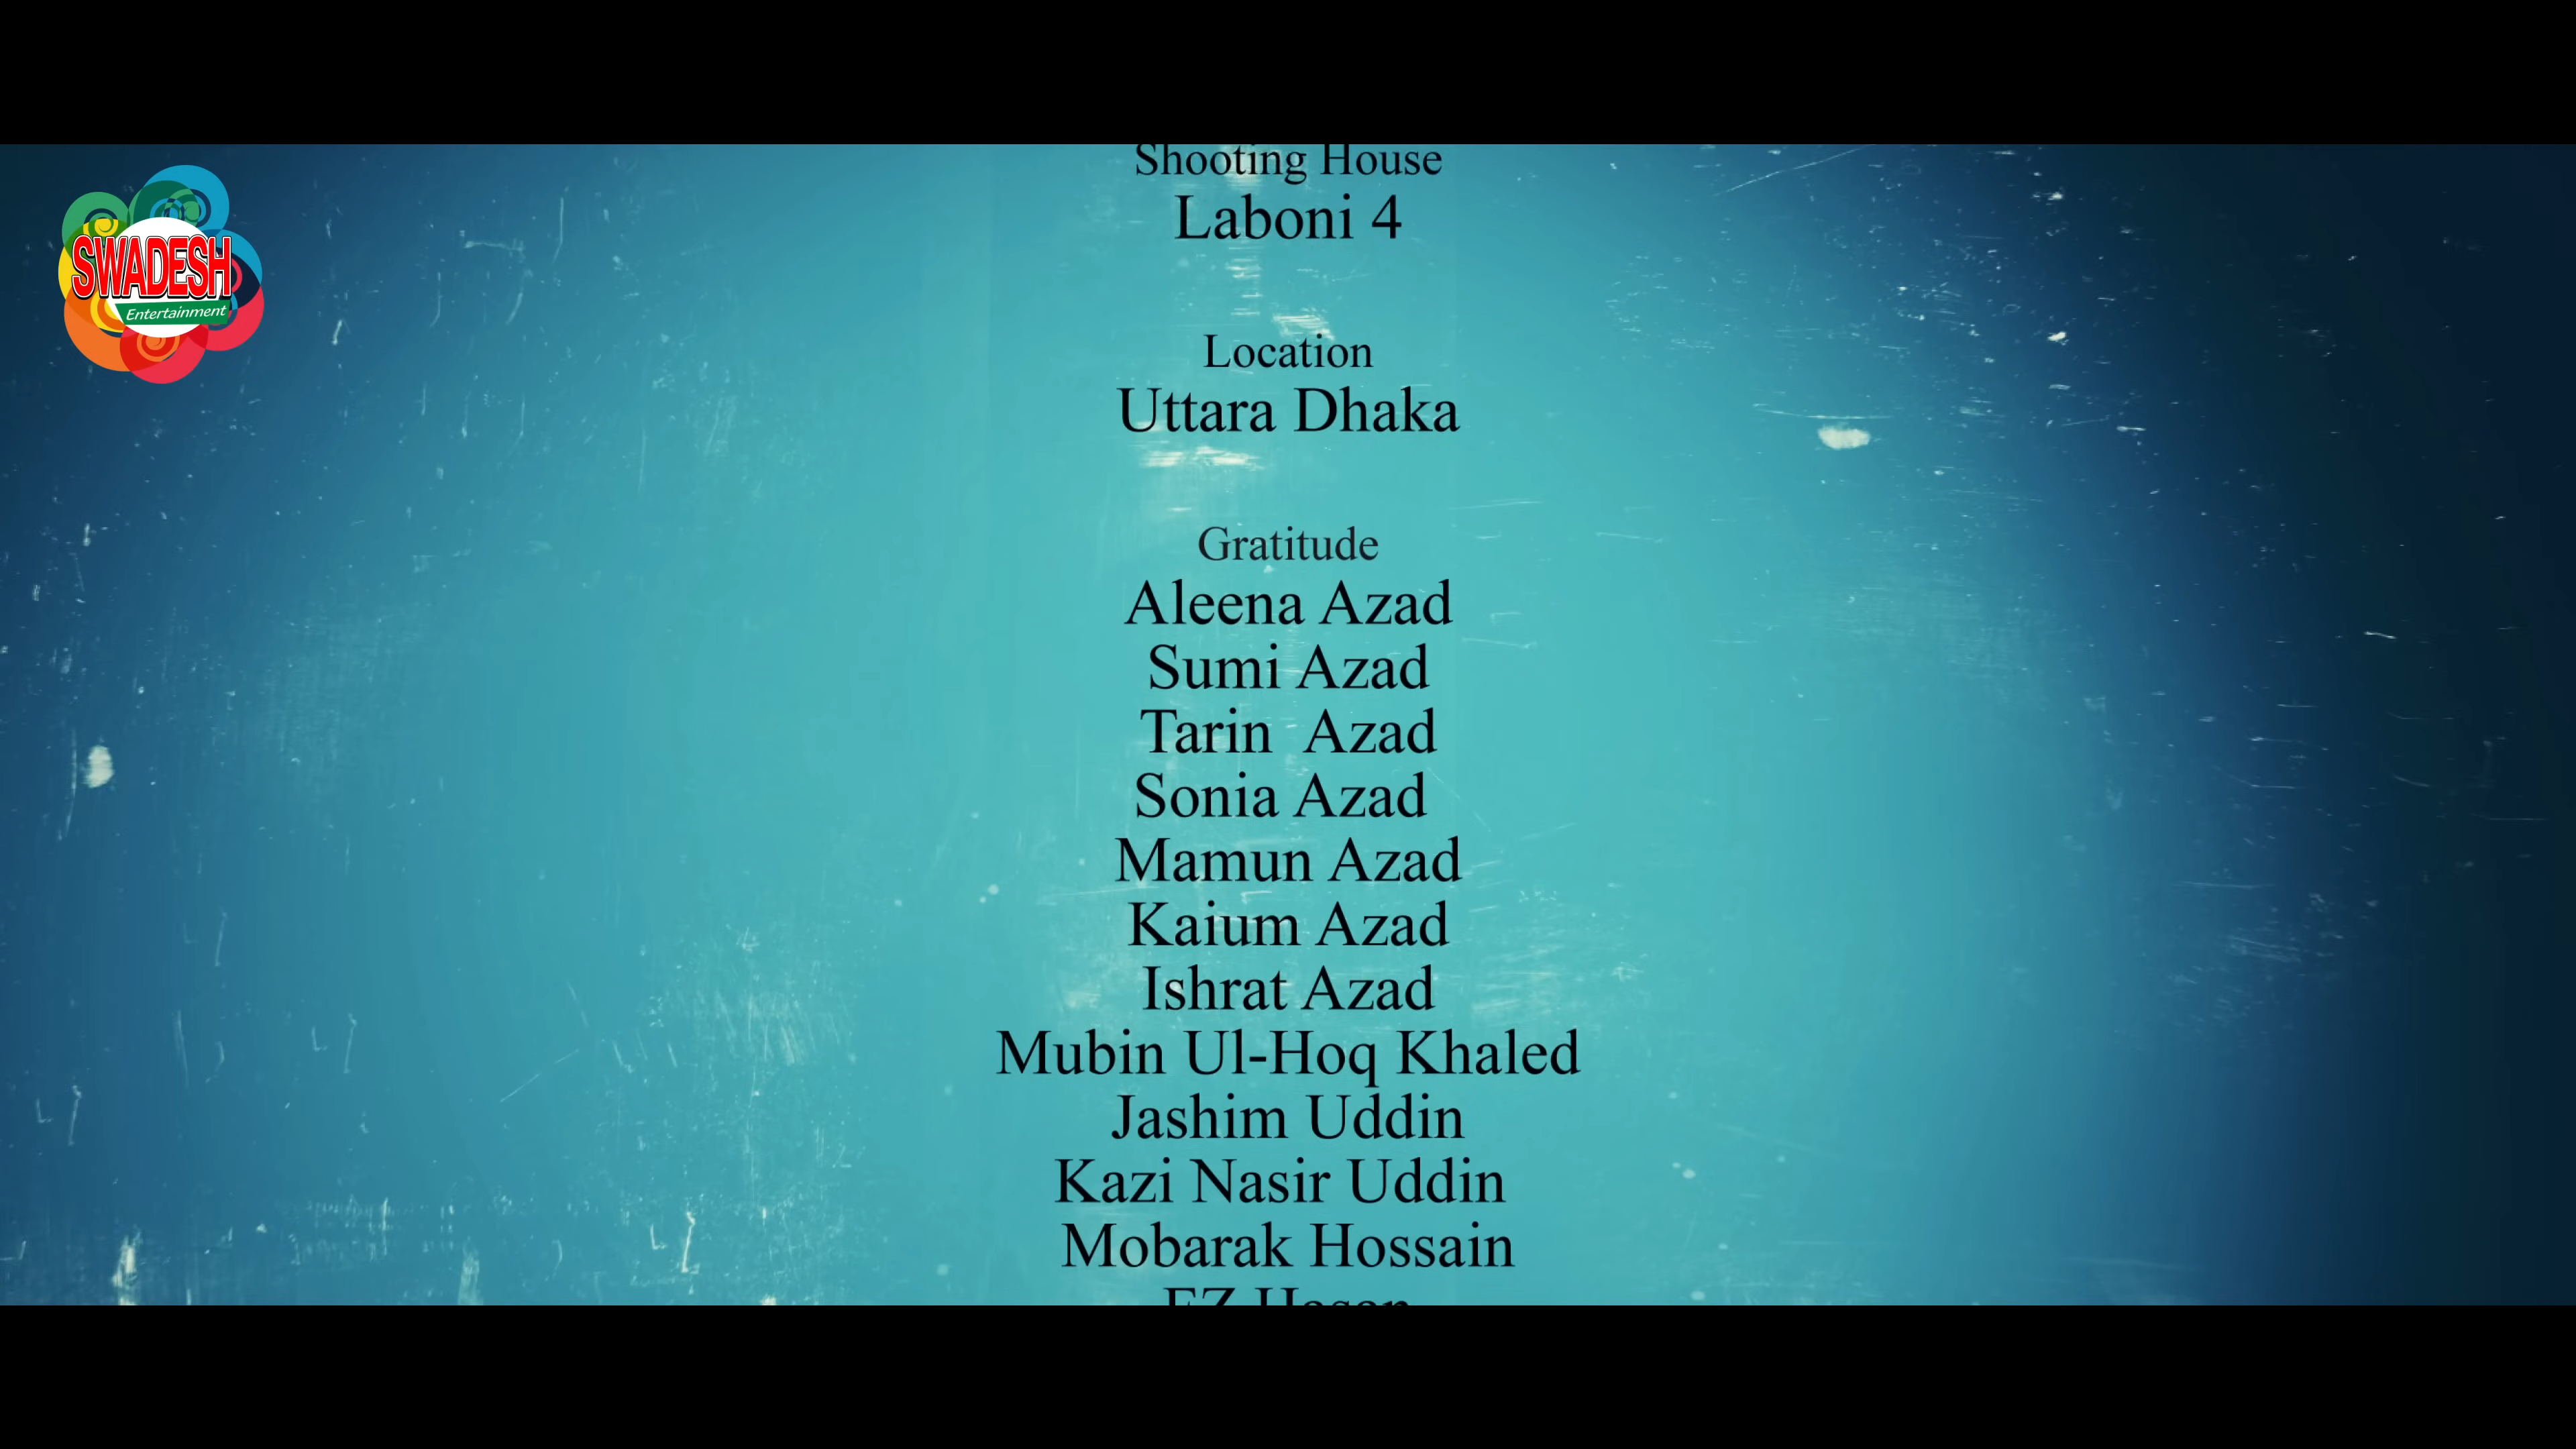 SWADESH
Entertainment
Shooting House
Laboni 4
Location
Uttara Dhaka
Gratitude
Aleena Azad
Sumi Azad
Tarin Azad
Sonia Azad
Mamun Azad
Kaium Azad
Ishrat Azad
Mubin Ul-Hoq Khaled
Jashim Uddin
Kazi Nasir Uddin
Mobarak Hossain